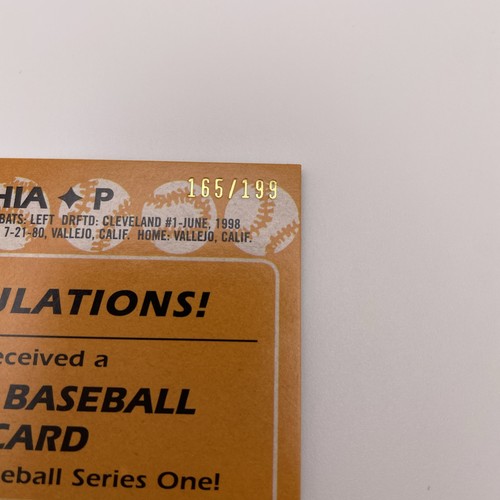 HIA ✦ P 165/199
BATS: LEFT DRFTD: CLEVELAND #1-JUNE, 1998
7-21-80, VALLEJO, CALIF. HOME: VALLEJO, CALIF.
ULATIONS!
eceived a
BASEBALL
CARD
eball Series One!